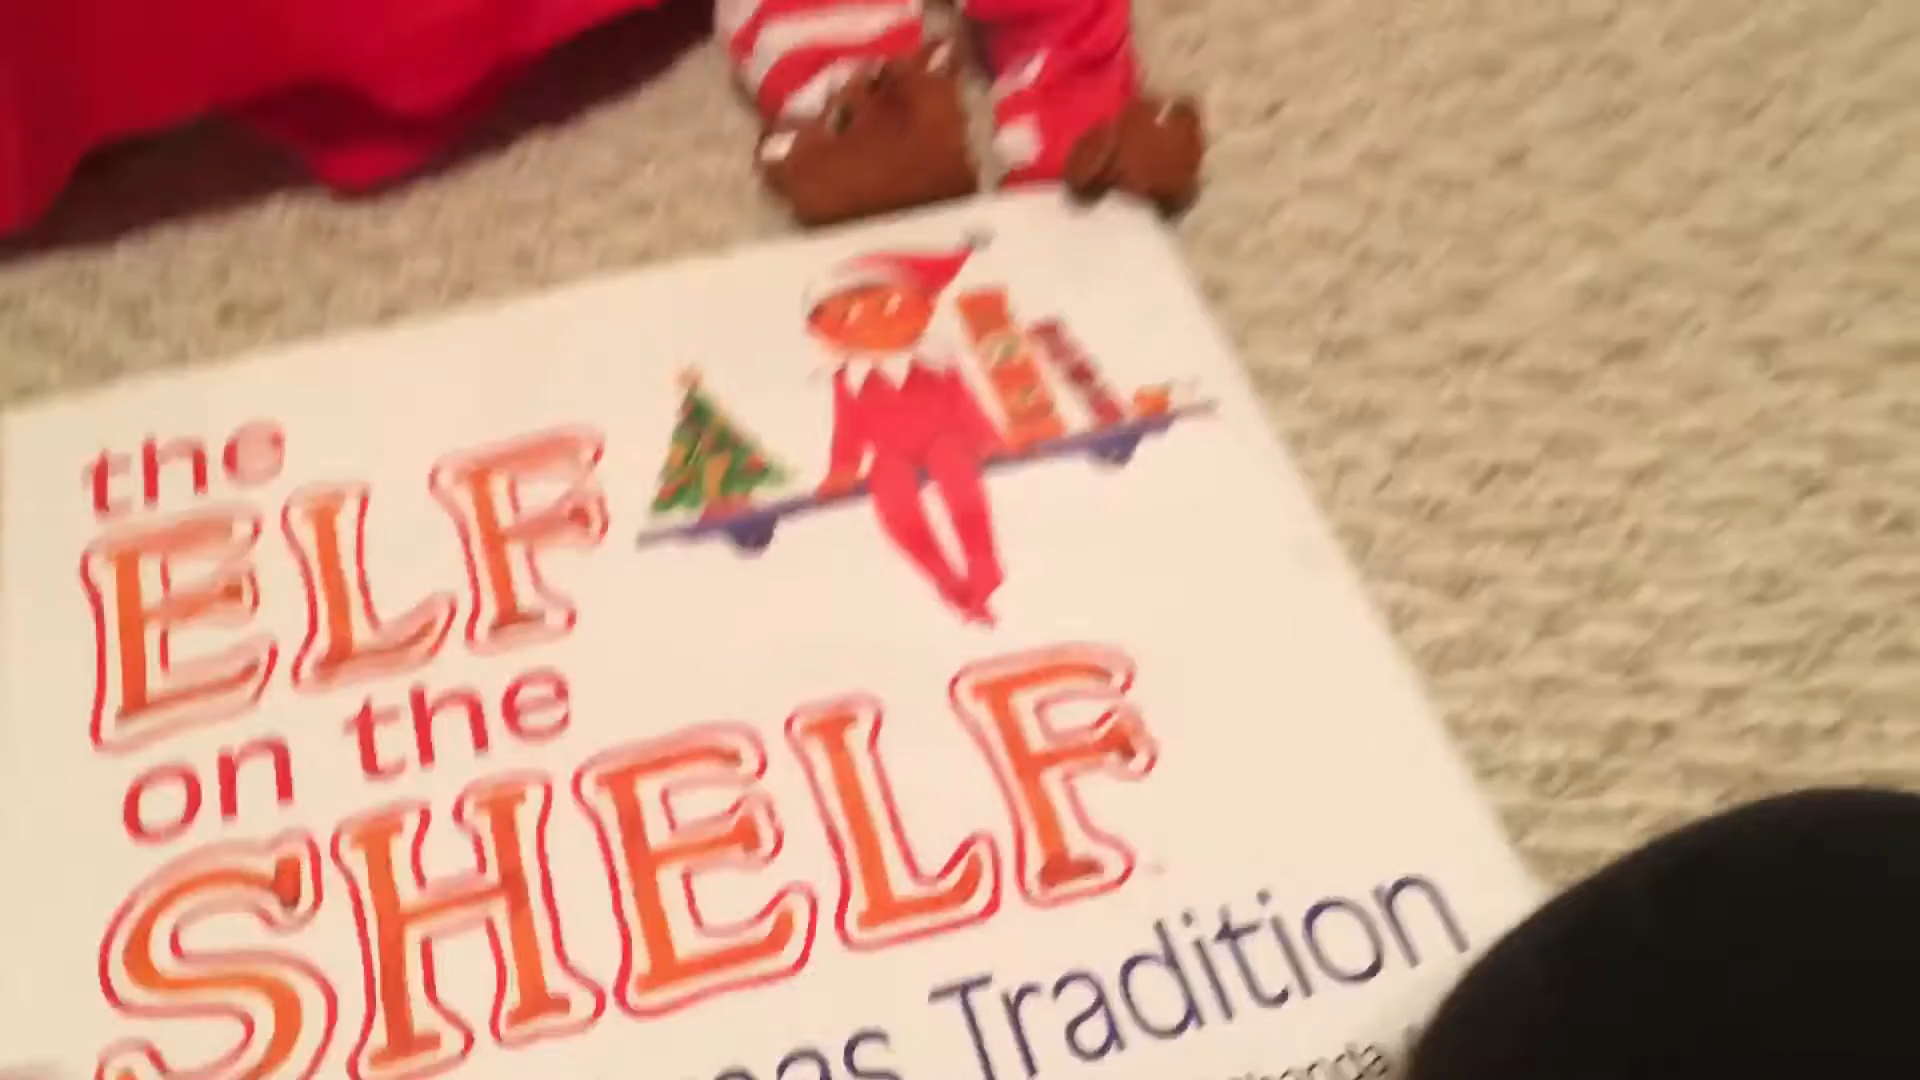 the
ELF
on the
SHELF
Tradition